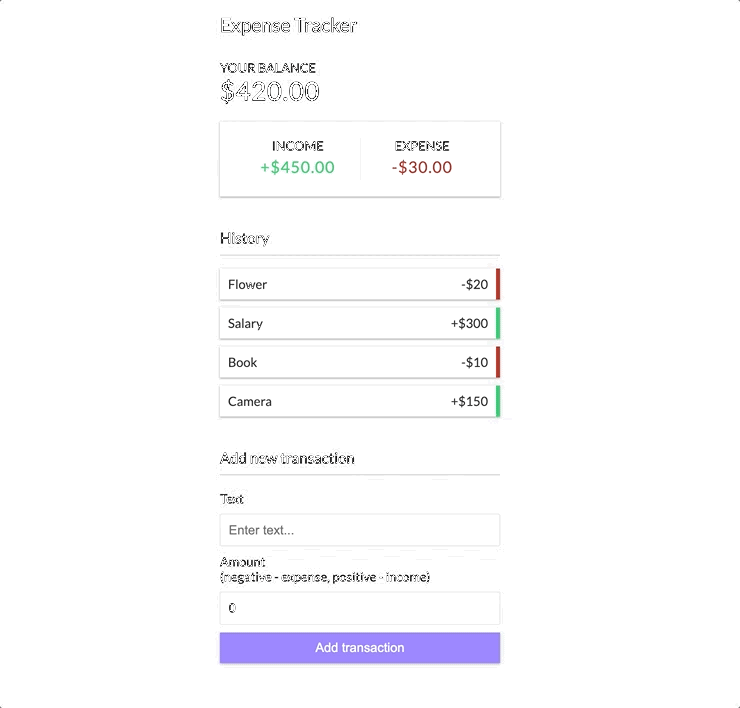 Expense Tracker
YOUR BALANCE
$420.00
INCOME EXPENSE
+$450.00 -$30.00
History
Flower -$20
Salary +$300
Book -$10
Camera +$150
Add new transaction
Text
Enter text...
Amount
(negative - expense, positive - income)
0
Add transaction